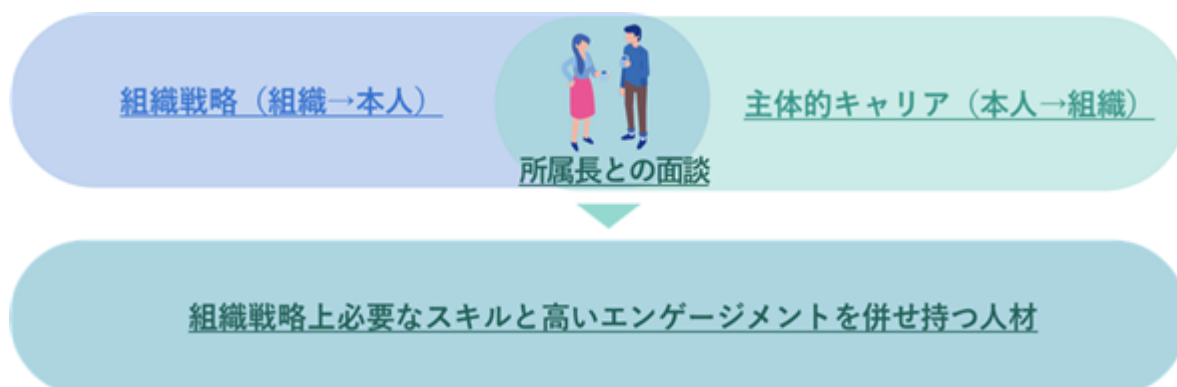 組織戦略（組織→本人）
主体的キャリア（本人→組織）
所属長との面談
組織戦略上必要なスキルと高いエンゲージメントを併せ持つ人材